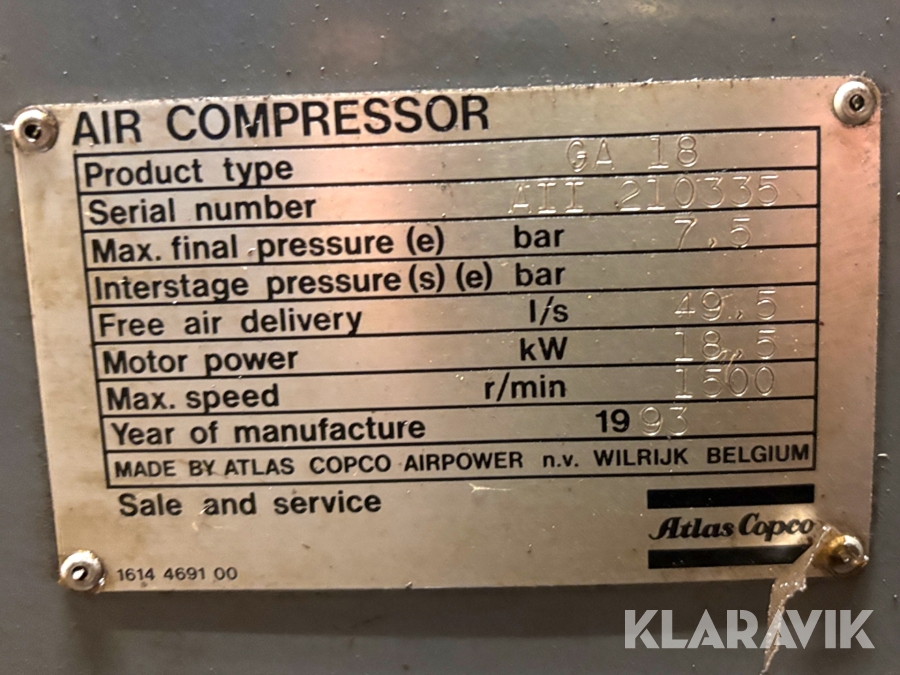 AIR COMPRESSOR
Product type GA 18
Serial number AII 210335
Max. final pressure (e) bar 7,5
Interstage pressure (s) (e) bar
Free air delivery l/s 49,5
Motor power kW 18,5
Max. speed r/min 1500
Year of manufacture 1993
MADE BY ATLAS COPCO AIRPOWER n.v. WILRIJK BELGIUM
Sale and service
Atlas Copco
1614 4691 00
KLARAVIK